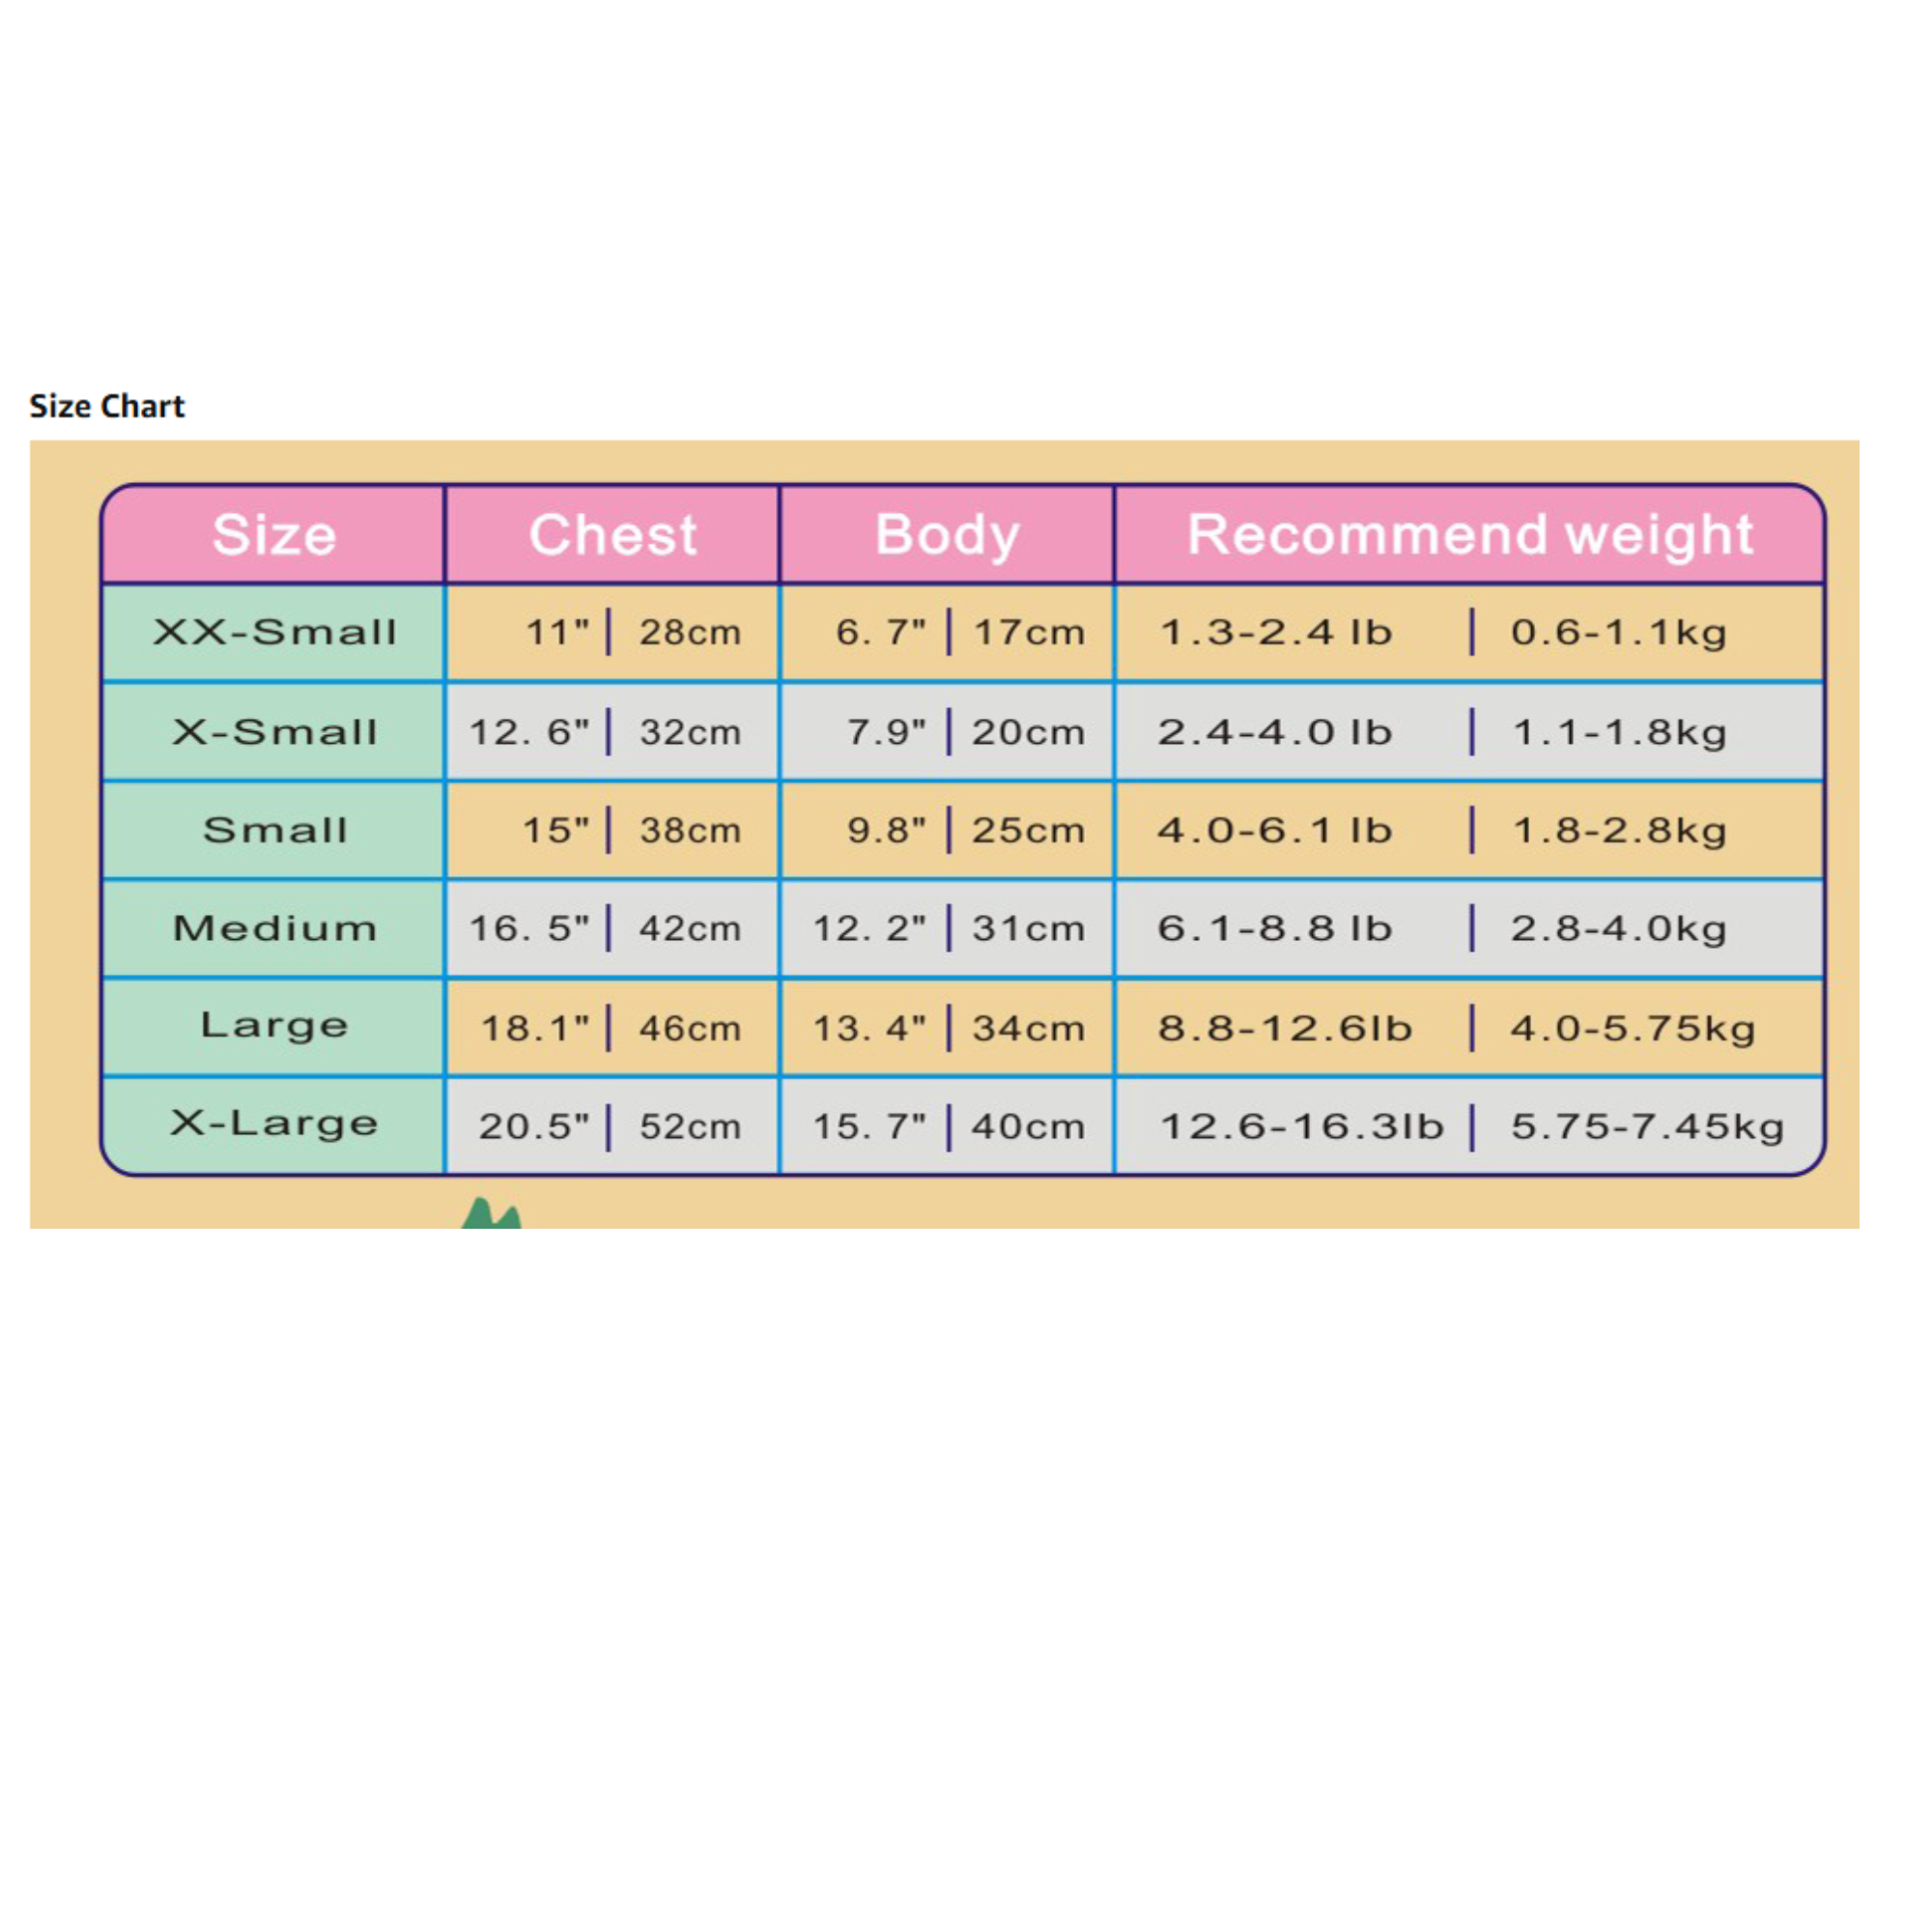 Size Chart
Size Chest Body Recommend weight
XX-Small 11" | 28cm 6. 7" | 17cm 1.3-2.4 lb | 0.6-1.1kg
X-Small 12. 6" | 32cm 7.9" | 20cm 2.4-4.0 lb | 1.1-1.8kg
Small 15" | 38cm 9.8" | 25cm 4.0-6.1 lb | 1.8-2.8kg
Medium 16. 5" | 42cm 12. 2" | 31cm 6.1-8.8 lb | 2.8-4.0kg
Large 18.1" | 46cm 13. 4" | 34cm 8.8-12.6lb | 4.0-5.75kg
X-Large 20.5" | 52cm 15. 7" | 40cm 12.6-16.3lb | 5.75-7.45kg